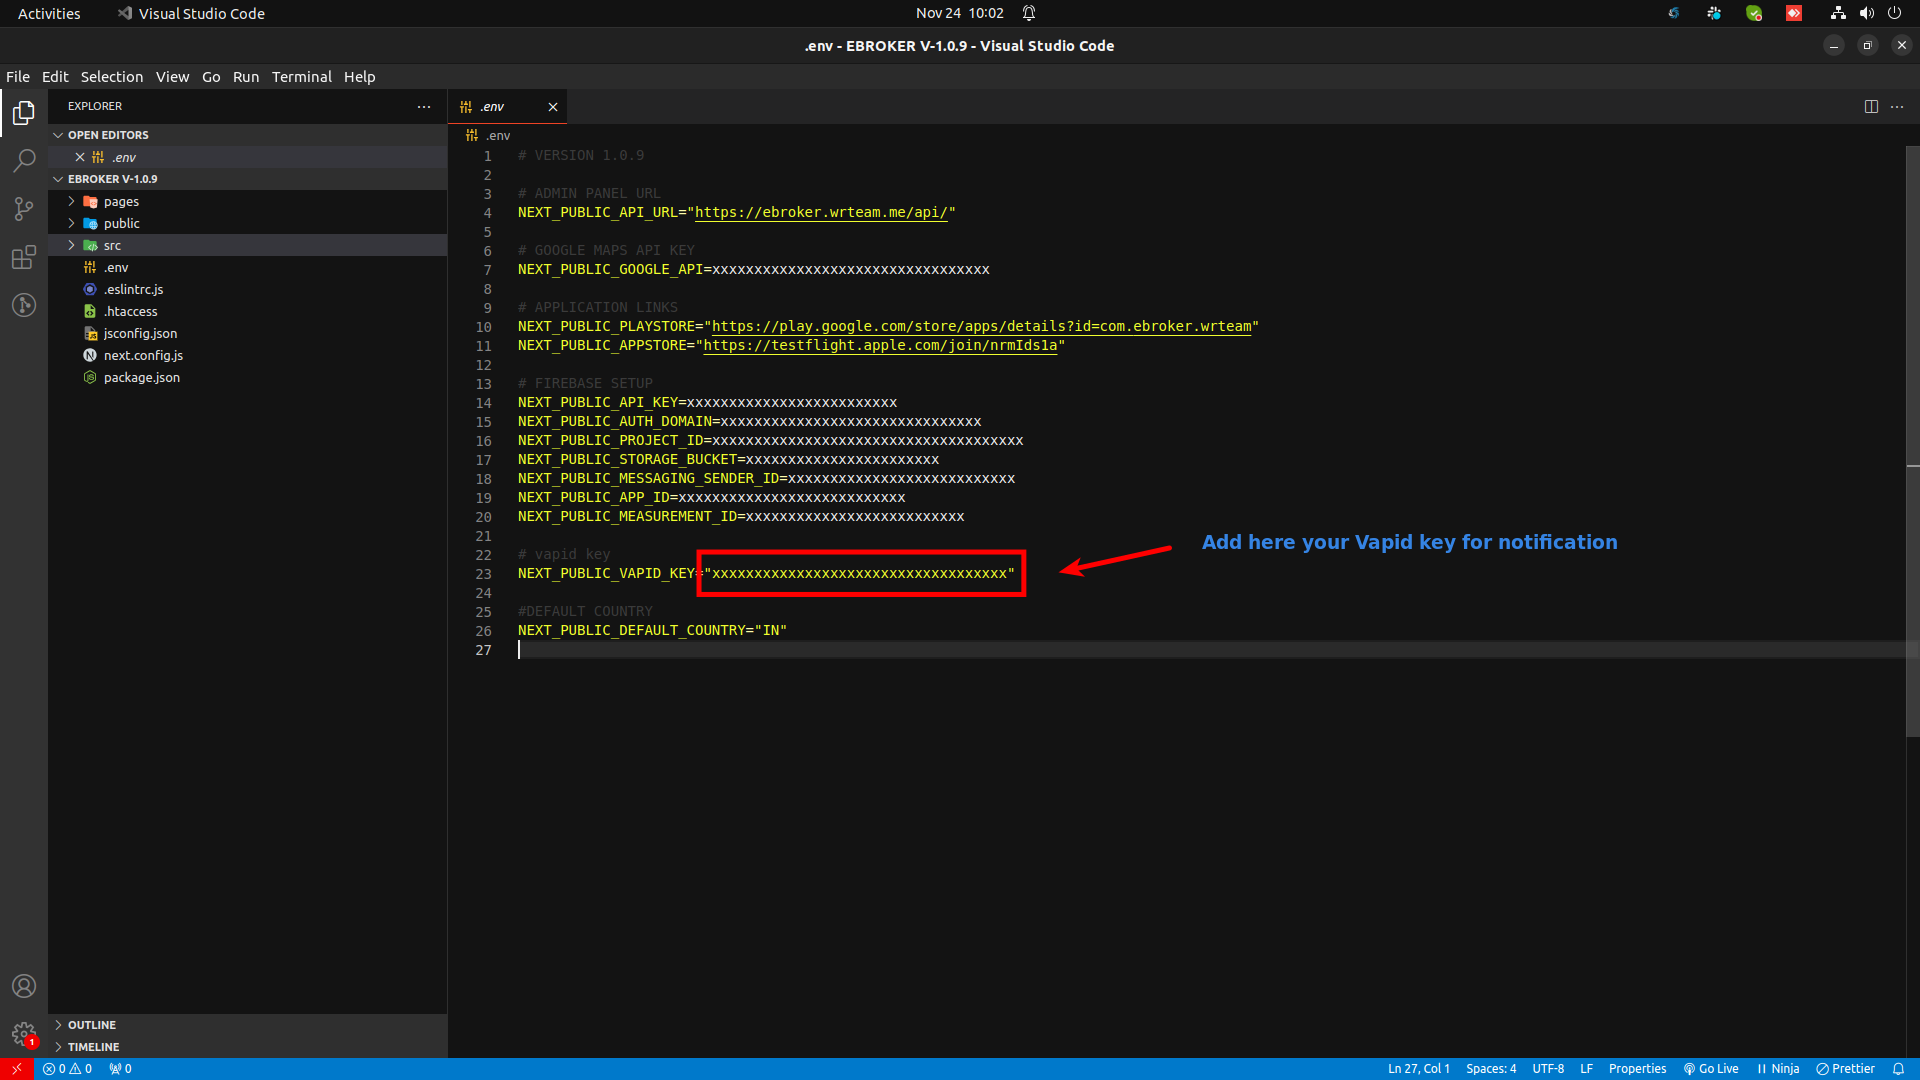 Activities
Visual Studio Code
Nov 24 10:02
.env - EBROKER V-1.0.9 - Visual Studio Code
File Edit Selection View Go Run Terminal Help
EXPLORER
OPEN EDITORS
.env
EBROKER V-1.0.9
pages
public
src
.env
.eslintrc.js
.htaccess
jsconfig.json
next.config.js
package.json
OUTLINE
TIMELINE
.env
.env
1 # VERSION 1.0.9
2
3 # ADMIN PANEL URL
4 NEXT_PUBLIC_API_URL="https://ebroker.wrteam.me/api/"
5
6 # GOOGLE MAPS API KEY
7 NEXT_PUBLIC_GOOGLE_API=xxxxxxxxxxxxxxxxxxxxxxxxxxxxxxxxx
8
9 # APPLICATION LINKS
10 NEXT_PUBLIC_PLAYSTORE="https://play.google.com/store/apps/details?id=com.ebroker.wrteam"
11 NEXT_PUBLIC_APPSTORE="https://testflight.apple.com/join/nrmIds1a"
12
13 # FIREBASE SETUP
14 NEXT_PUBLIC_API_KEY=xxxxxxxxxxxxxxxxxxxxxxxxx
15 NEXT_PUBLIC_AUTH_DOMAIN=xxxxxxxxxxxxxxxxxxxxxxxxxxxxxxx
16 NEXT_PUBLIC_PROJECT_ID=xxxxxxxxxxxxxxxxxxxxxxxxxxxxxxxxxxxxx
17 NEXT_PUBLIC_STORAGE_BUCKET=xxxxxxxxxxxxxxxxxxxxxxx
18 NEXT_PUBLIC_MESSAGING_SENDER_ID=xxxxxxxxxxxxxxxxxxxxxxxxxxx
19 NEXT_PUBLIC_APP_ID=xxxxxxxxxxxxxxxxxxxxxxxxxxx
20 NEXT_PUBLIC_MEASUREMENT_ID=xxxxxxxxxxxxxxxxxxxxxxxxxx
21
22 # vapid key
23 NEXT_PUBLIC_VAPID_KEY="xxxxxxxxxxxxxxxxxxxxxxxxxxxxxxxxxxx"
24
25 #DEFAULT COUNTRY
26 NEXT_PUBLIC_DEFAULT_COUNTRY="IN"
27
Add here your Vapid key for notification
1
0 0 0
Ln 27, Col 1 Spaces: 4 UTF-8 LF Properties Go Live Ninja Prettier